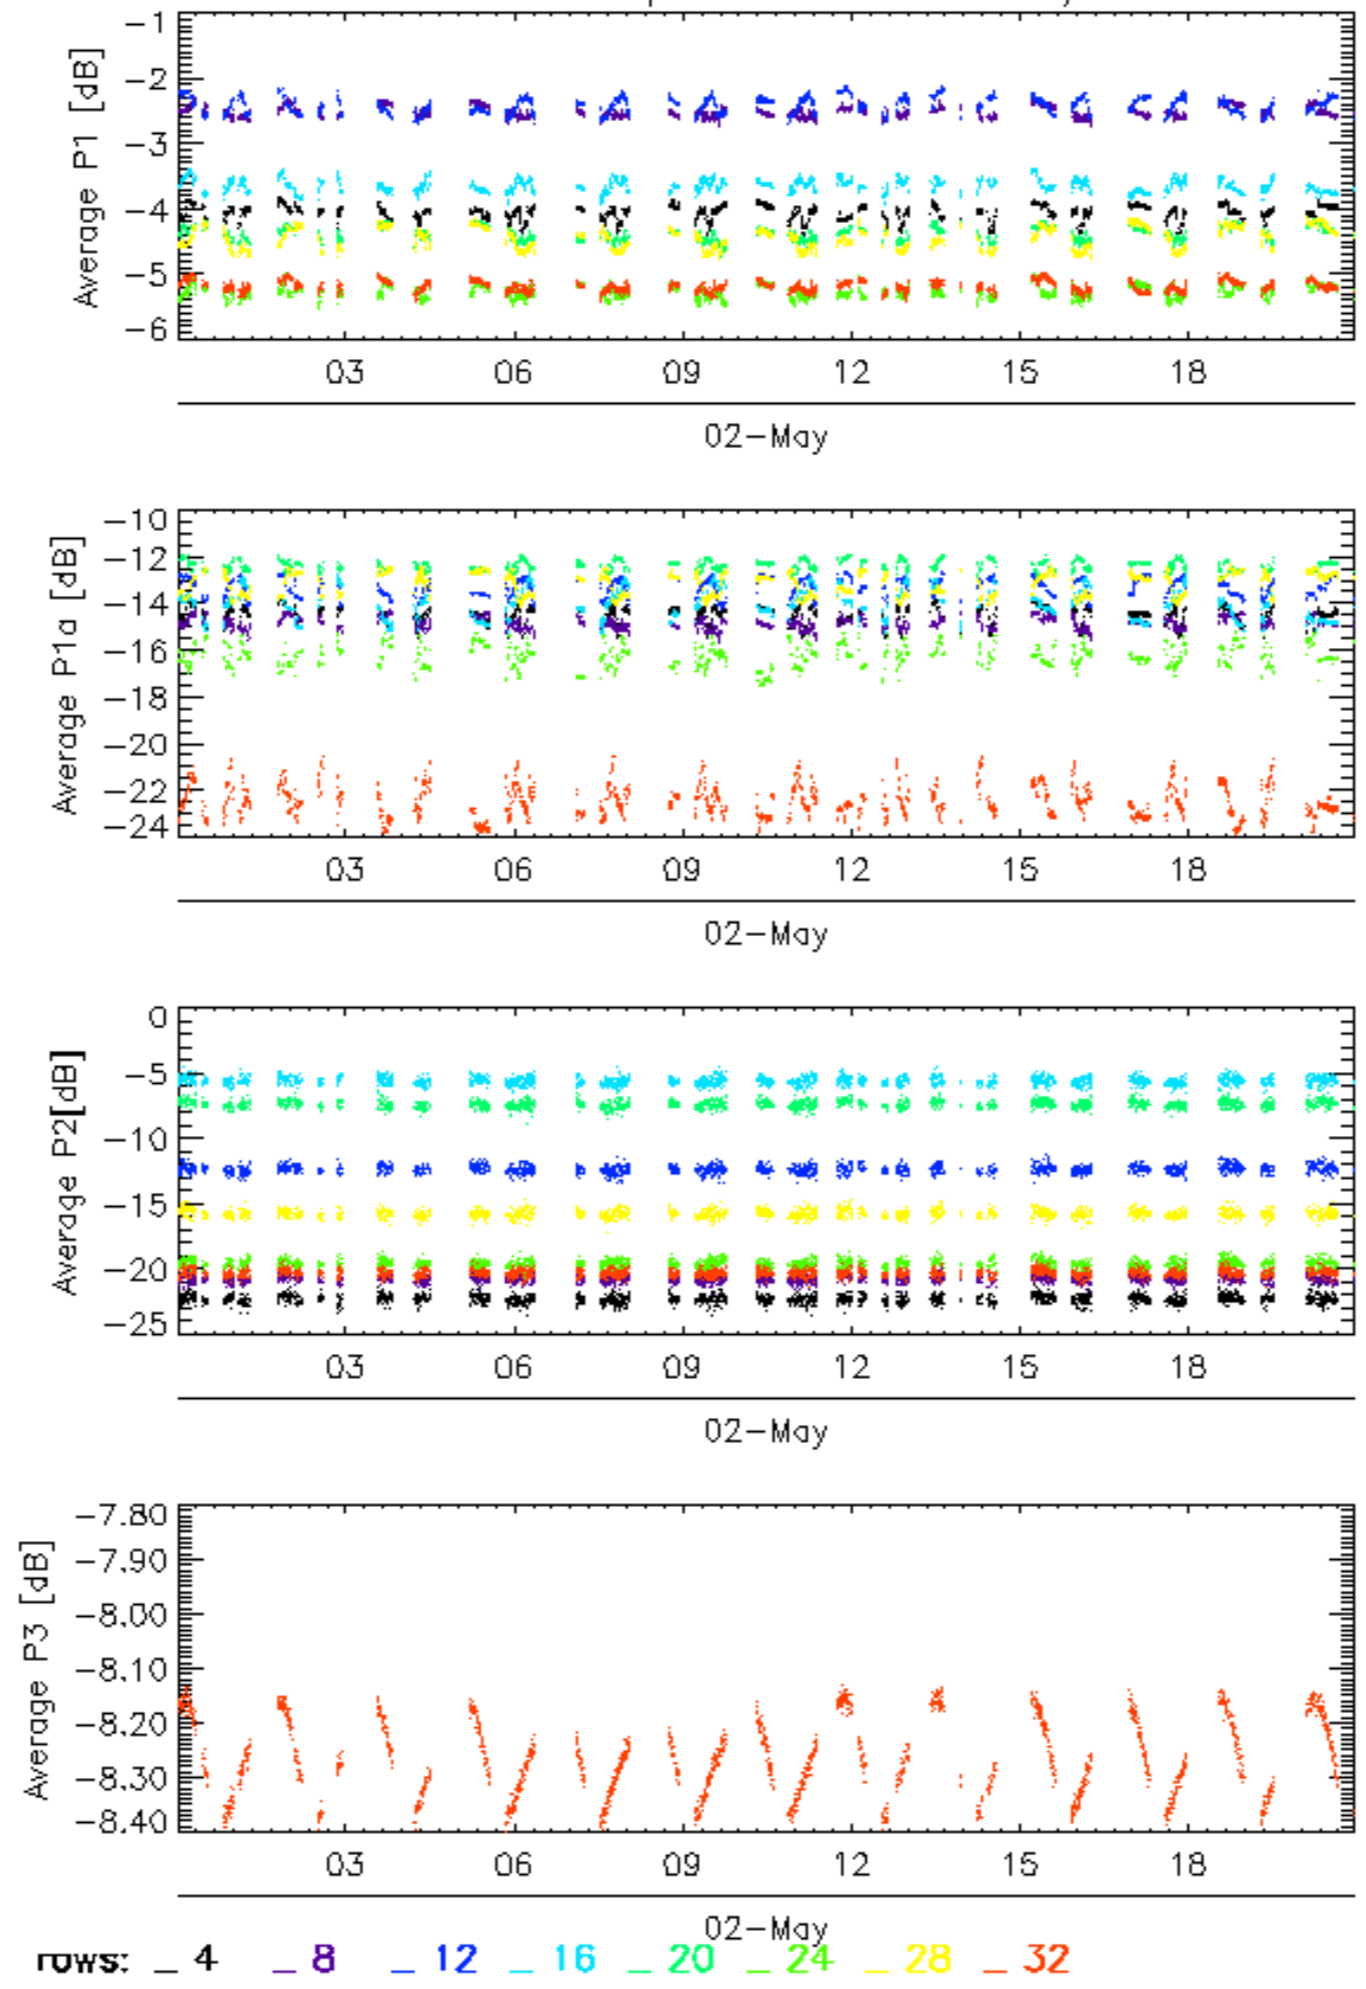 -1
-2
-3
-4
-5
-6
Average P1 [dB]
03 06 09 12 15 18
02-May
-10
-12
-14
-16
-18
-20
-22
-24
Average P1a [dB]
03 06 09 12 15 18
02-May
0
-5
-10
-15
-20
-25
Average P2[dB]
03 06 09 12 15 18
02-May
-7.80
-7.90
-8.00
-8.10
-8.20
-8.30
-8.40
Average P3 [dB]
03 06 09 12 15 18
02-May
rows: _ 4 _ 8 _ 12 _ 16 _ 20 _ 24 _ 28 _ 32